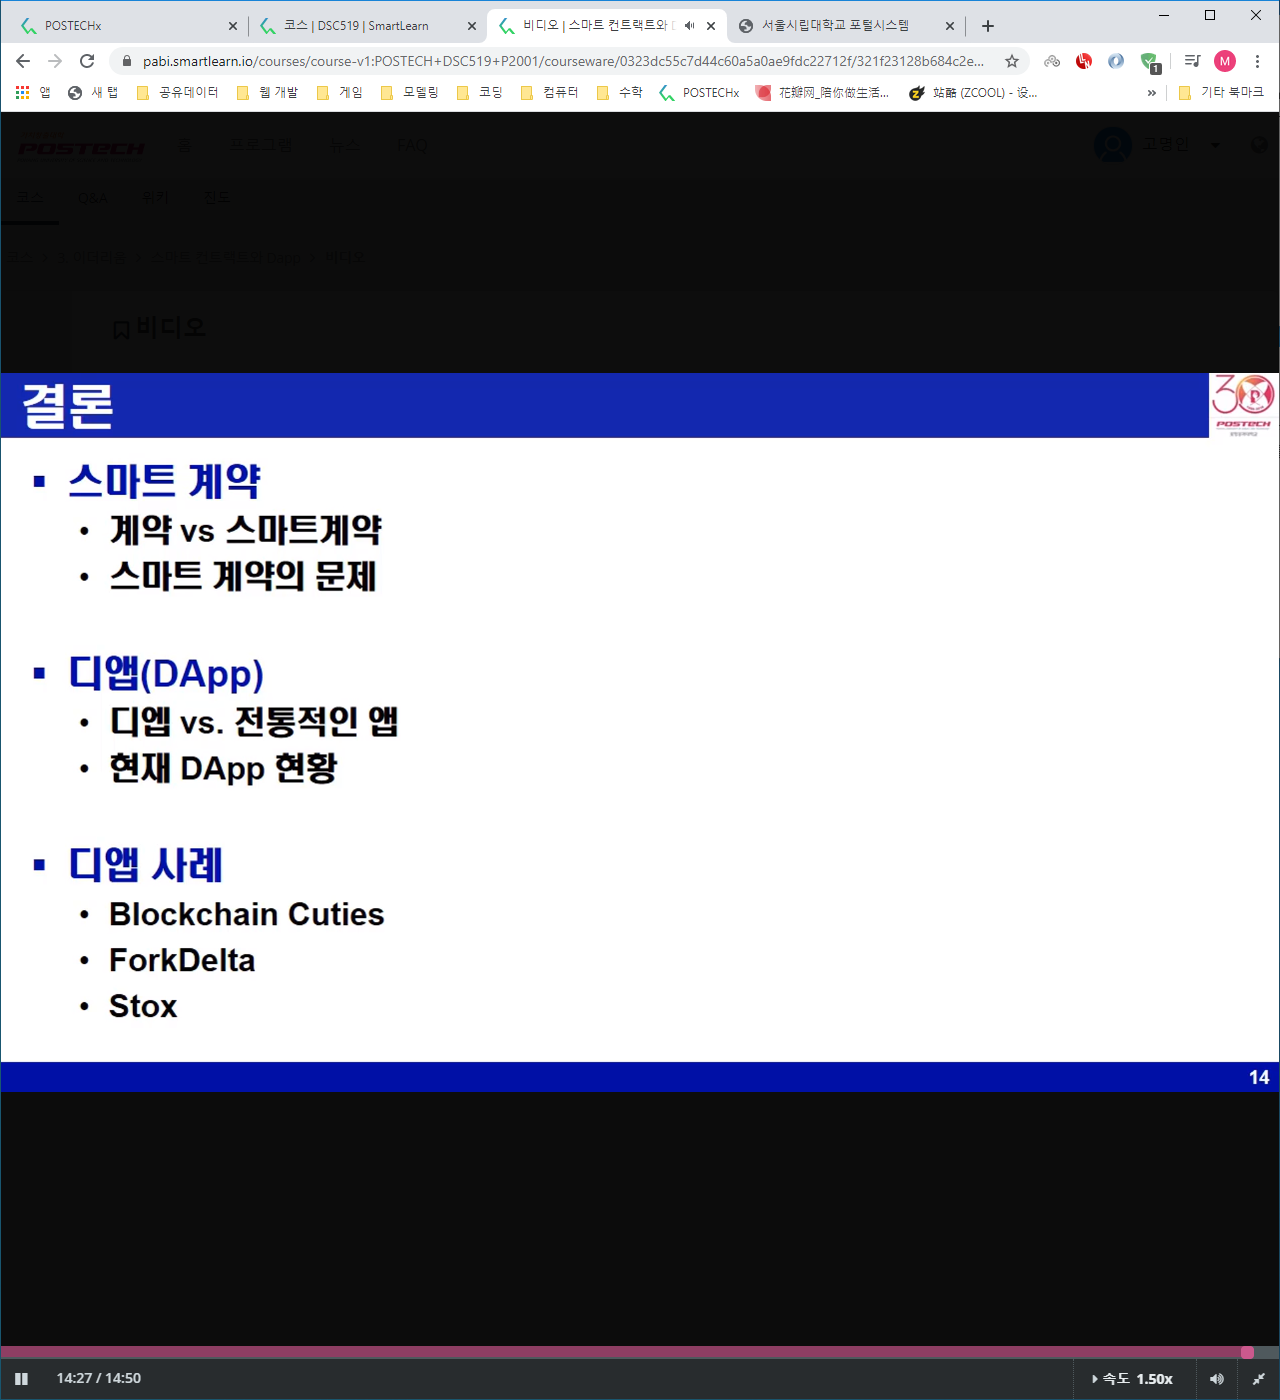 POSTECHx
코스 | DSC519 | SmartLearn
비디오 | 스마트 컨트랙트와
서울시립대학교 포털시스템
pabi.smartlearn.io/courses/course-v1:POSTECH+DSC519+P2001/courseware/0323dc55c7d44c60a5a0ae9fdc22712f/321f23128b684c2e...
1
M
앱
새 탭
공유데이터
웹 개발
게임
모델링
코딩
컴퓨터
수학
POSTECHx
花瓣网_陪你做生活...
站酷 (ZCOOL) - 设...
»
기타 북마크
POSTECH
홈
프로그램
뉴스
FAQ
고영인
코스
Q&A
위키
진도
비디오
비디오
결론
30
POSTECH
▪ 스마트 계약
• 계약 vs 스마트계약
• 스마트 계약의 문제
▪ 디앱(DApp)
• 디엡 vs. 전통적인 앱
• 현재 DApp 현황
▪ 디앱 사례
• Blockchain Cuties
• ForkDelta
• Stox
14
14:27 / 14:50
속도 1.50x